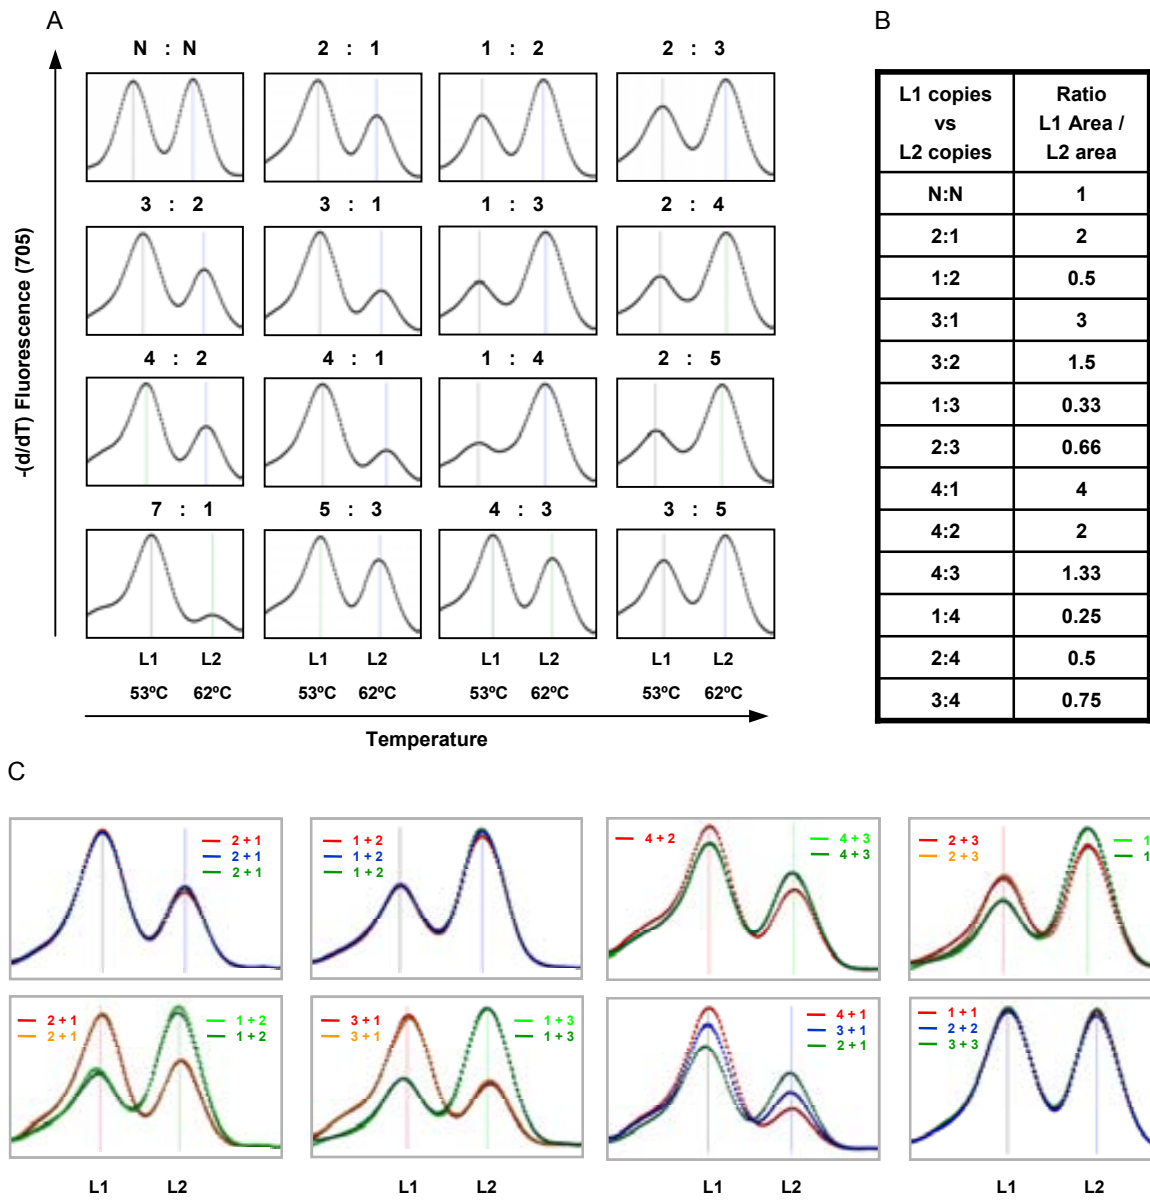 A
B
N : N
2 : 1
1 : 2
2 : 3
3 : 2
3 : 1
1 : 3
2 : 4
4 : 2
4 : 1
1 : 4
2 : 5
7 : 1
5 : 3
4 : 3
3 : 5
-(d/dT) Fluorescence (705)
L1 L2 L1 L2 L1 L2 L1 L2
53ºC 62ºC 53ºC 62ºC 53ºC 62ºC 53ºC 62ºC
Temperature
L1 copies vs L2 copies Ratio L1 Area / L2 area
N:N 1
2:1 2
1:2 0.5
3:1 3
3:2 1.5
1:3 0.33
2:3 0.66
4:1 4
4:2 2
4:3 1.33
1:4 0.25
2:4 0.5
3:4 0.75
C
2 + 1
2 + 1
2 + 1
1 + 2
1 + 2
1 + 2
4 + 2
4 + 3
4 + 3
2 + 3
2 + 3
1
1
2 + 1
2 + 1
1 + 2
1 + 2
3 + 1
3 + 1
1 + 3
1 + 3
4 + 1
3 + 1
2 + 1
1 + 1
2 + 2
3 + 3
L1 L2 L1 L2 L1 L2 L1 L2